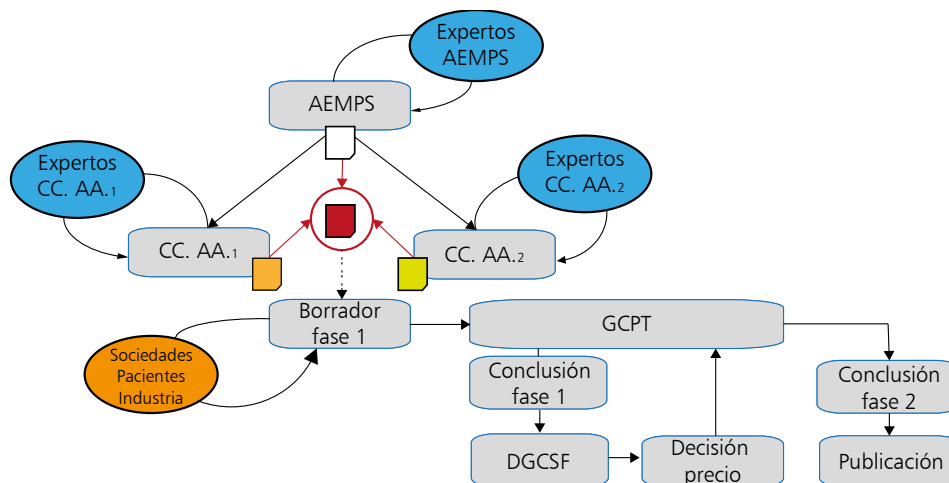 Expertos
AEMPS
AEMPS
Expertos
CC. AA.1
Expertos
CC. AA.2
CC. AA.1
CC. AA.2
Borrador
fase 1
GCPT
Sociedades
Pacientes
Industria
Conclusión
fase 1
Conclusión
fase 2
DGCSF
Decisión
precio
Publicación